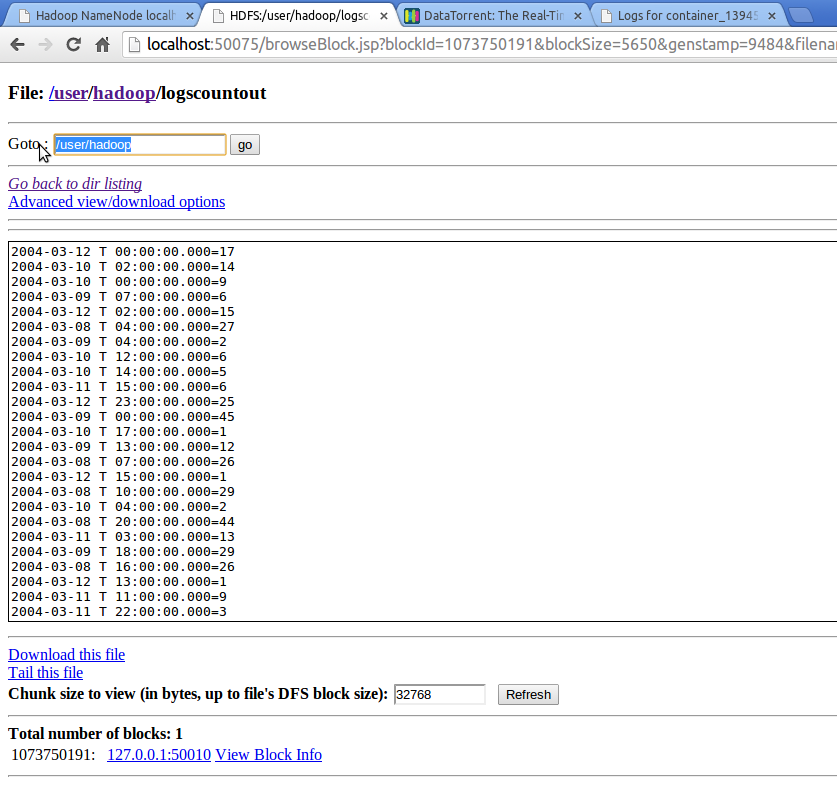 Hadoop NameNode localh
HDFS:/user/hadoop/logsc
DataTorrent: The Real-Tim
Logs for container_13945
localhost:50075/browseBlock.jsp?blockId=1073750191&blockSize=5650&genstamp=9484&filenam
File: /user/hadoop/logscountout
Goto : /user/hadoop go
Go back to dir listing
Advanced view/download options
2004-03-12 T 00:00:00.000=17
2004-03-10 T 02:00:00.000=14
2004-03-10 T 00:00:00.000=9
2004-03-09 T 07:00:00.000=6
2004-03-12 T 02:00:00.000=15
2004-03-08 T 04:00:00.000=27
2004-03-09 T 04:00:00.000=2
2004-03-10 T 12:00:00.000=6
2004-03-10 T 14:00:00.000=5
2004-03-11 T 15:00:00.000=6
2004-03-12 T 23:00:00.000=25
2004-03-09 T 00:00:00.000=45
2004-03-10 T 17:00:00.000=1
2004-03-09 T 13:00:00.000=12
2004-03-08 T 07:00:00.000=26
2004-03-12 T 15:00:00.000=1
2004-03-08 T 10:00:00.000=29
2004-03-10 T 04:00:00.000=2
2004-03-08 T 20:00:00.000=44
2004-03-11 T 03:00:00.000=13
2004-03-09 T 18:00:00.000=29
2004-03-08 T 16:00:00.000=26
2004-03-12 T 13:00:00.000=1
2004-03-11 T 11:00:00.000=9
2004-03-11 T 22:00:00.000=3
Download this file
Tail this file
Chunk size to view (in bytes, up to file's DFS block size): 32768 Refresh
Total number of blocks: 1
1073750191: 127.0.0.1:50010 View Block Info